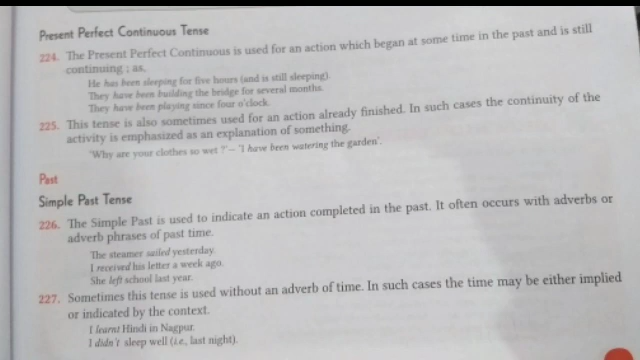 Present Perfect Continuous Tense
224. The Present Perfect Continuous is used for an action which began at some time in the past and is still
continuing ; as,
He has been sleeping for five hours (and is still sleeping).
They have been building the bridge for several months.
They have been playing since four o'clock.
225. This tense is also sometimes used for an action already finished. In such cases the continuity of the
activity is emphasized as an explanation of something.
'Why are your clothes so wet ?' – 'I have been watering the garden'.
Past
Simple Past Tense
226. The Simple Past is used to indicate an action completed in the past. It often occurs with adverbs or
adverb phrases of past time.
The steamer sailed yesterday.
I received his letter a week ago.
She left school last year.
227. Sometimes this tense is used without an adverb of time. In such cases the time may be either implied
or indicated by the context.
I learnt Hindi in Nagpur.
I didn't sleep well (i.e., last night).